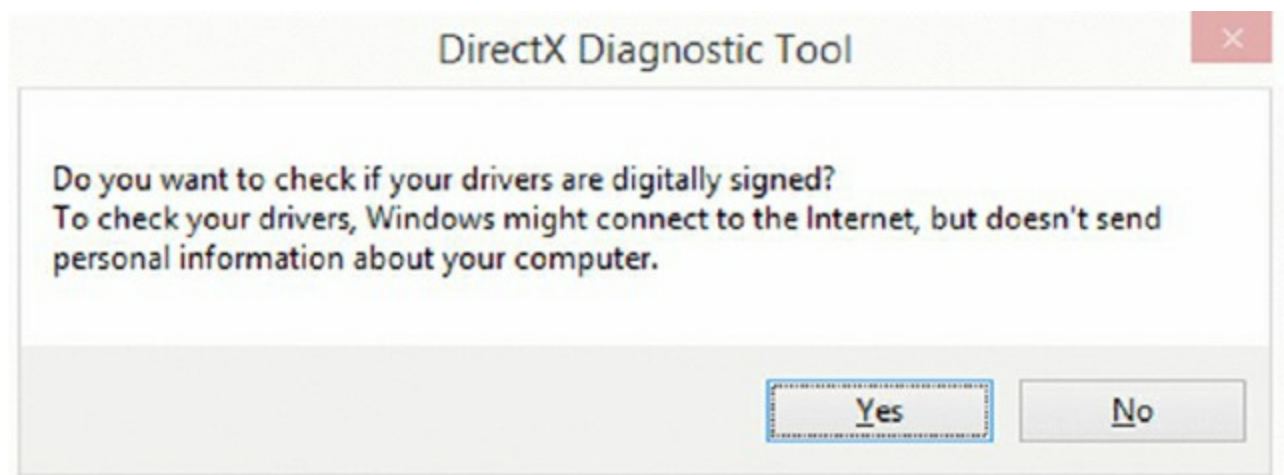 DirectX Diagnostic Tool
Do you want to check if your drivers are digitally signed?
To check your drivers, Windows might connect to the Internet, but doesn't send
personal information about your computer.
Yes No